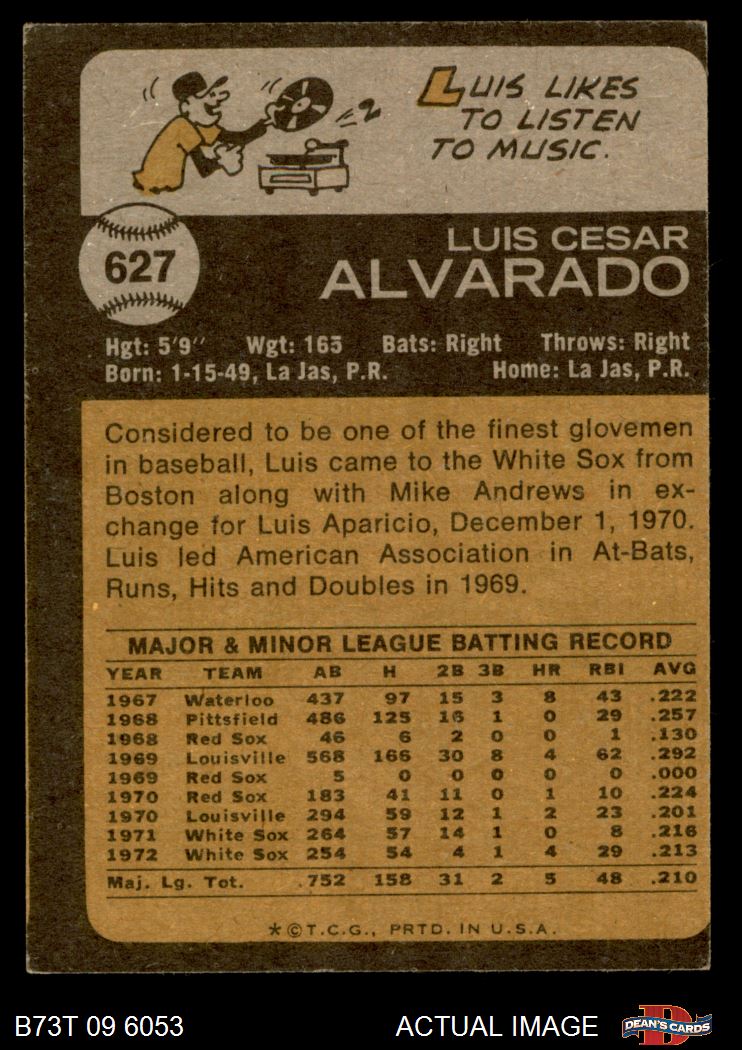 LUIS LIKES
TO LISTEN
TO MUSIC.
627
LUIS CESAR
ALVARADO
Hgt: 5'9" Wgt: 165 Bats: Right Throws: Right
Born: 1-15-49, La Jas, P.R. Home: La Jas, P.R.
Considered to be one of the finest glovemen
in baseball, Luis came to the White Sox from
Boston along with Mike Andrews in ex-
change for Luis Aparicio, December 1, 1970.
Luis led American Association in At-Bats,
Runs, Hits and Doubles in 1969.
MAJOR & MINOR LEAGUE BATTING RECORD
YEAR TEAM AB H 2B 3B HR RBI AVG
1967 Waterloo 437 97 15 3 8 43 .222
1968 Pittsfield 486 125 16 1 0 29 .257
1968 Red Sox 46 6 2 0 0 1 .130
1969 Louisville 568 166 30 8 4 62 .292
1969 Red Sox 5 0 0 0 0 0 .000
1970 Red Sox 183 41 11 0 1 10 .224
1970 Louisville 294 59 12 1 2 23 .201
1971 White Sox 264 57 14 1 0 8 .216
1972 White Sox 254 54 4 1 4 29 .213
Maj. Lg. Tot. 752 158 31 2 5 48 .210
*©T.C.G., PRTD. IN U.S.A.
B73T 09 6053 ACTUAL IMAGE D DEAN'S CARDS